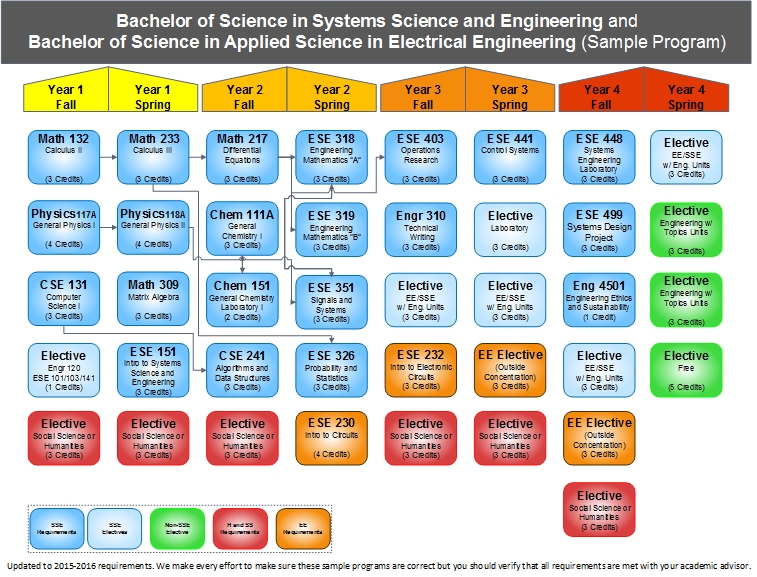 Bachelor of Science in Systems Science and Engineering and
Bachelor of Science in Applied Science in Electrical Engineering (Sample Program)
Year 1
Fall
Year 1
Spring
Year 2
Fall
Year 2
Spring
Year 3
Fall
Year 3
Spring
Year 4
Fall
Year 4
Spring
Math 132
Calculus II
(3 Credits)
Math 233
Calculus III
(3 Credits)
Math 217
Differential
Equations
(3 Credits)
ESE 318
Engineering
Mathematics "A"
(3 Credits)
ESE 403
Operations
Research
(3 Credits)
ESE 441
Control Systems
(3 Credits)
ESE 448
Systems
Engineering
Laboratory
(3 Credits)
Elective
EE/SSE
w/ Eng. Units
(3 Credits)
Physics117A
General Physics I
(4 Credits)
Physics118A
General Physics II
(4 Credits)
Chem 111A
General
Chemistry I
(3 Credits)
ESE 319
Engineering
Mathematics "B"
(3 Credits)
Engr 310
Technical
Writing
(3 Credits)
Elective
Laboratory
(3 Credits)
ESE 499
Systems Design
Project
(3 Credits)
Elective
Engineering w/
Topics Units
(3 Credits)
CSE 131
Computer
Science I
(3 Credits)
Math 309
Matrix Algebra
(3 Credits)
Chem 151
General Chemistry
Laboratory I
(2 Credits)
ESE 351
Signals and
Systems
(3 Credits)
Elective
EE/SSE
w/ Eng. Units
(3 Credits)
Elective
EE/SSE
w/ Eng. Units
(3 Credits)
Eng 4501
Engineering Ethics
and Sustainability
(1 Credit)
Elective
Engineering w/
Topics Units
(3 Credits)
Elective
Engr 120
ESE 101/103/141
(1 Credits)
ESE 151
Intro to Systems
Science and
Engineering
(3 Credits)
CSE 241
Algorithms and
Data Structures
(3 Credits)
ESE 326
Probability and
Statistics
(3 Credits)
ESE 232
Intro to Electronic
Circuits
(3 Credits)
EE Elective
(Outside
Concentration)
(3 Credits)
Elective
EE/SSE
w/ Eng. Units
(3 Credits)
Elective
Free
(5 Credits)
Elective
Social Science or
Humanities
(3 Credits)
Elective
Social Science or
Humanities
(3 Credits)
Elective
Social Science or
Humanities
(3 Credits)
ESE 230
Intro to Circuits
(4 Credits)
Elective
Social Science or
Humanities
(3 Credits)
Elective
Social Science or
Humanities
(3 Credits)
EE Elective
(Outside
Concentration)
(3 Credits)
Elective
Social Science or
Humanities
(3 Credits)
SSE
Requirements
SSE
Electives
Non-SSE
Elective
H and SS
Requirements
EE
Requirements
Updated to 2015-2016 requirements. We make every effort to make sure these sample programs are correct but you should verify that all requirements are met with your academic advisor.